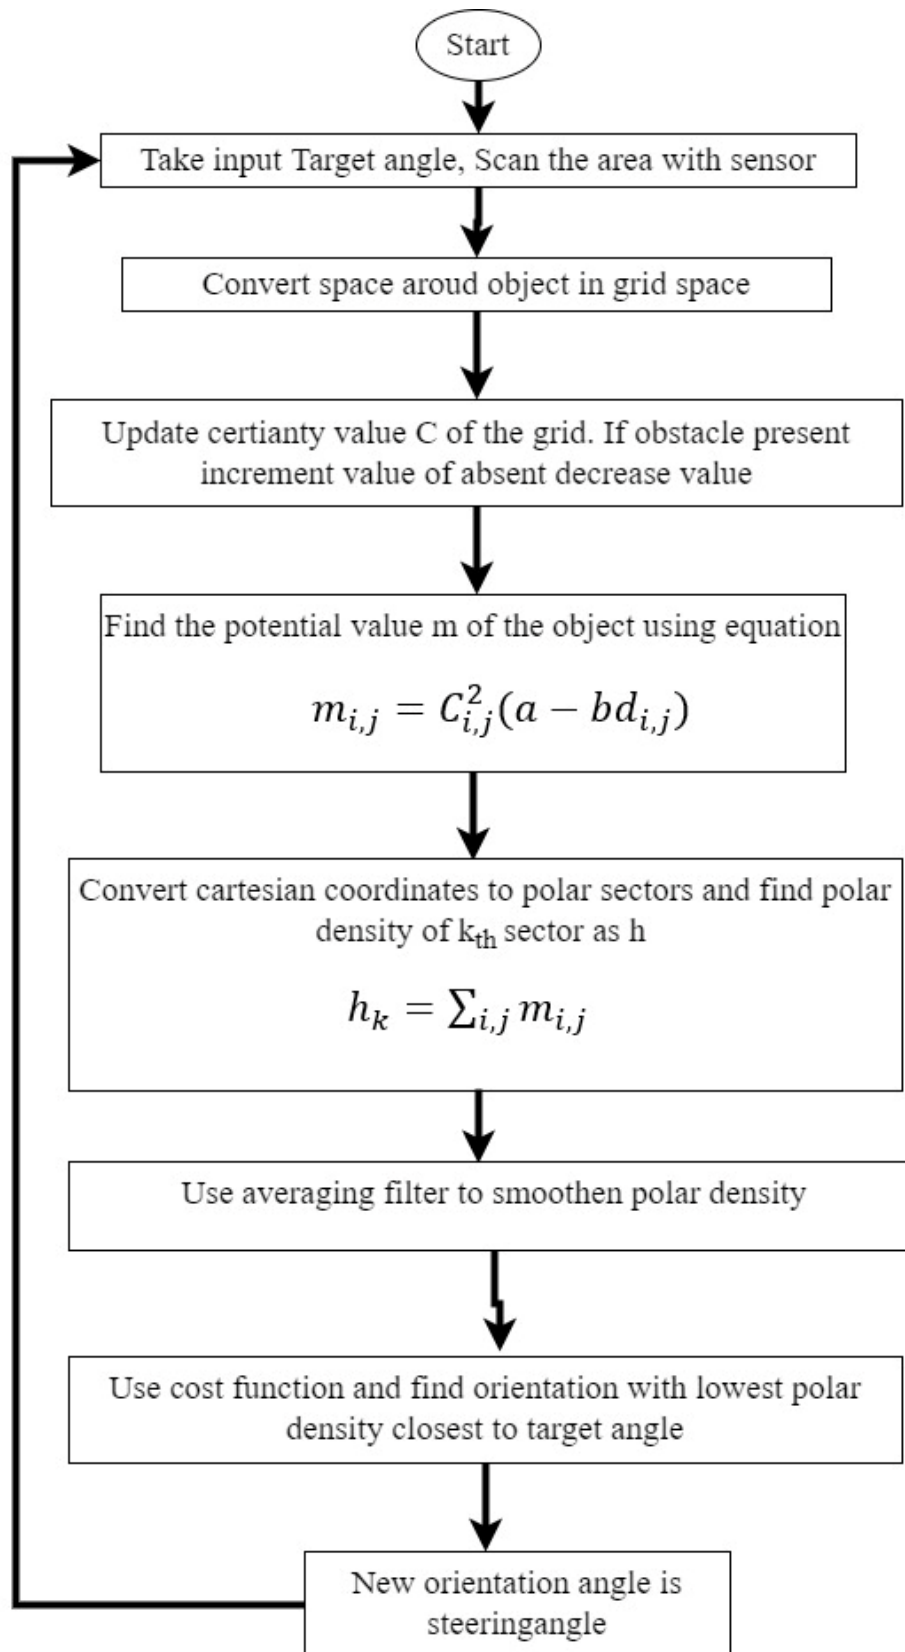 Start
Take input Target angle, Scan the area with sensor
Convert space aroud object in grid space
Update certianty value C of the grid. If obstacle present
increment value of absent decrease value
Find the potential value m of the object using equation
$m_{i,j} = C_{i,j}^2(a - bd_{i,j})$
Convert cartesian coordinates to polar sectors and find polar
density of k_th sector as h
$h_k = \sum_{i,j} m_{i,j}$
Use averaging filter to smoothen polar density
Use cost function and find orientation with lowest polar
density closest to target angle
New orientation angle is
steeringangle